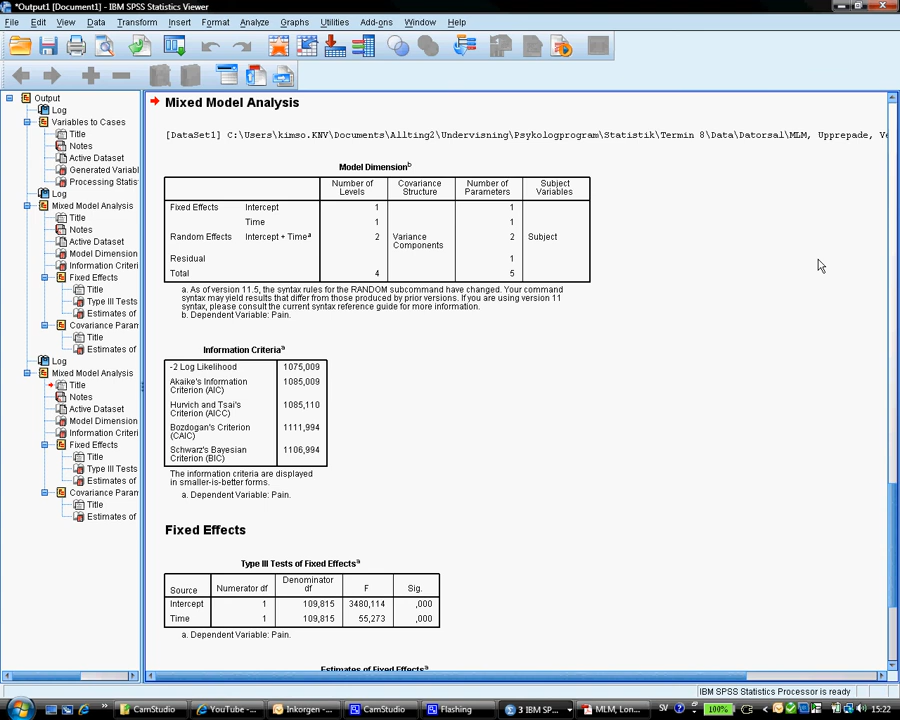 *Output1 [Document1] - IBM SPSS Statistics Viewer
File Edit View Data Transform Insert Format Analyze Graphs Utilities Add-ons Window Help
Output
Log
Variables to Cases
Title
Notes
Active Dataset
Generated Variabl
Processing Statis
Log
Mixed Model Analysis
Title
Notes
Active Dataset
Model Dimension
Information Criteri
Fixed Effects
Title
Type III Tests
Estimates of
Covariance Param
Title
Estimates of
Log
Mixed Model Analysis
Title
Notes
Active Dataset
Model Dimension
Information Criteri
Fixed Effects
Title
Type III Tests
Estimates of
Covariance Param
Title
Estimates of
Mixed Model Analysis
[DataSet1] C:\Users\kimso.KNV\Documents\Allting2\Undervisning\Psykologprogram\Statistik\Termin 8\Data\Datorsal\MLM, Upprepade, Ve
Model Dimensionb
Number of Levels Covariance Structure Number of Parameters Subject Variables
Fixed Effects Intercept 1 1
Time 1 1
Random Effects Intercept + Timea 2 Variance Components 2 Subject
Residual 1
Total 4 5
a. As of version 11.5, the syntax rules for the RANDOM subcommand have changed. Your command
syntax may yield results that differ from those produced by prior versions. If you are using version 11
syntax, please consult the current syntax reference guide for more information.
b. Dependent Variable: Pain.
Information Criteriaa
-2 Log Likelihood 1075,009
Akaike's Information Criterion (AIC) 1085,009
Hurvich and Tsai's Criterion (AICC) 1085,110
Bozdogan's Criterion (CAIC) 1111,994
Schwarz's Bayesian Criterion (BIC) 1106,994
The information criteria are displayed
in smaller-is-better forms.
a. Dependent Variable: Pain.
Fixed Effects
Type III Tests of Fixed Effectsa
Source Numerator df Denominator df F Sig.
Intercept 1 109,815 3480,114 ,000
Time 1 109,815 55,273 ,000
a. Dependent Variable: Pain.
Estimates of Fixed Effectsa
IBM SPSS Statistics Processor is ready
CamStudio YouTube - ... Inkorgen - ... CamStudio Flashing 3 IBM SP... MLM, Lon... SV 100% 15:22